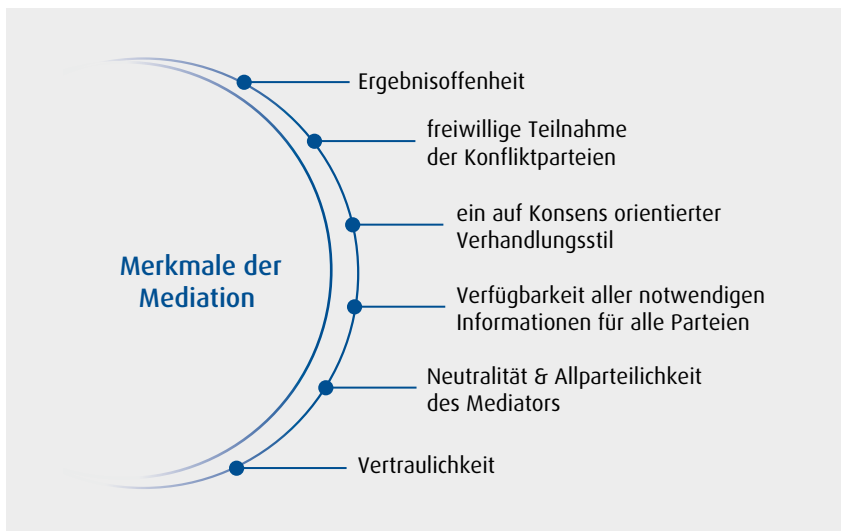 Merkmale der
Mediation
Ergebnisoffenheit
freiwillige Teilnahme
der Konfliktparteien
ein auf Konsens orientierter
Verhandlungsstil
Verfügbarkeit aller notwendigen
Informationen für alle Parteien
Neutralität & Allparteilichkeit
des Mediators
Vertraulichkeit